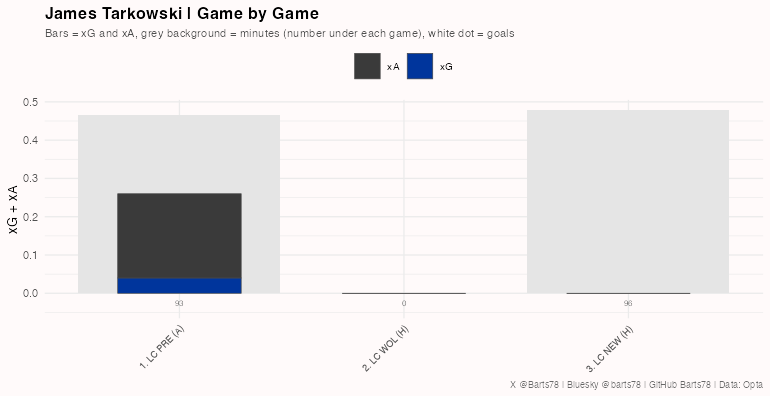 James Tarkowski | Game by Game
Bars = xG and xA, grey background = minutes (number under each game), white dot = goals
xA xG
0.5
0.4
0.3
0.2
0.1
0.0
xG + xA
93 0 96
1. LC PRE (A) 2. LC WOL (H) 3. LC NEW (H)
X @Barts78 | Bluesky @barts78 | GitHub Barts78 | Data: Opta